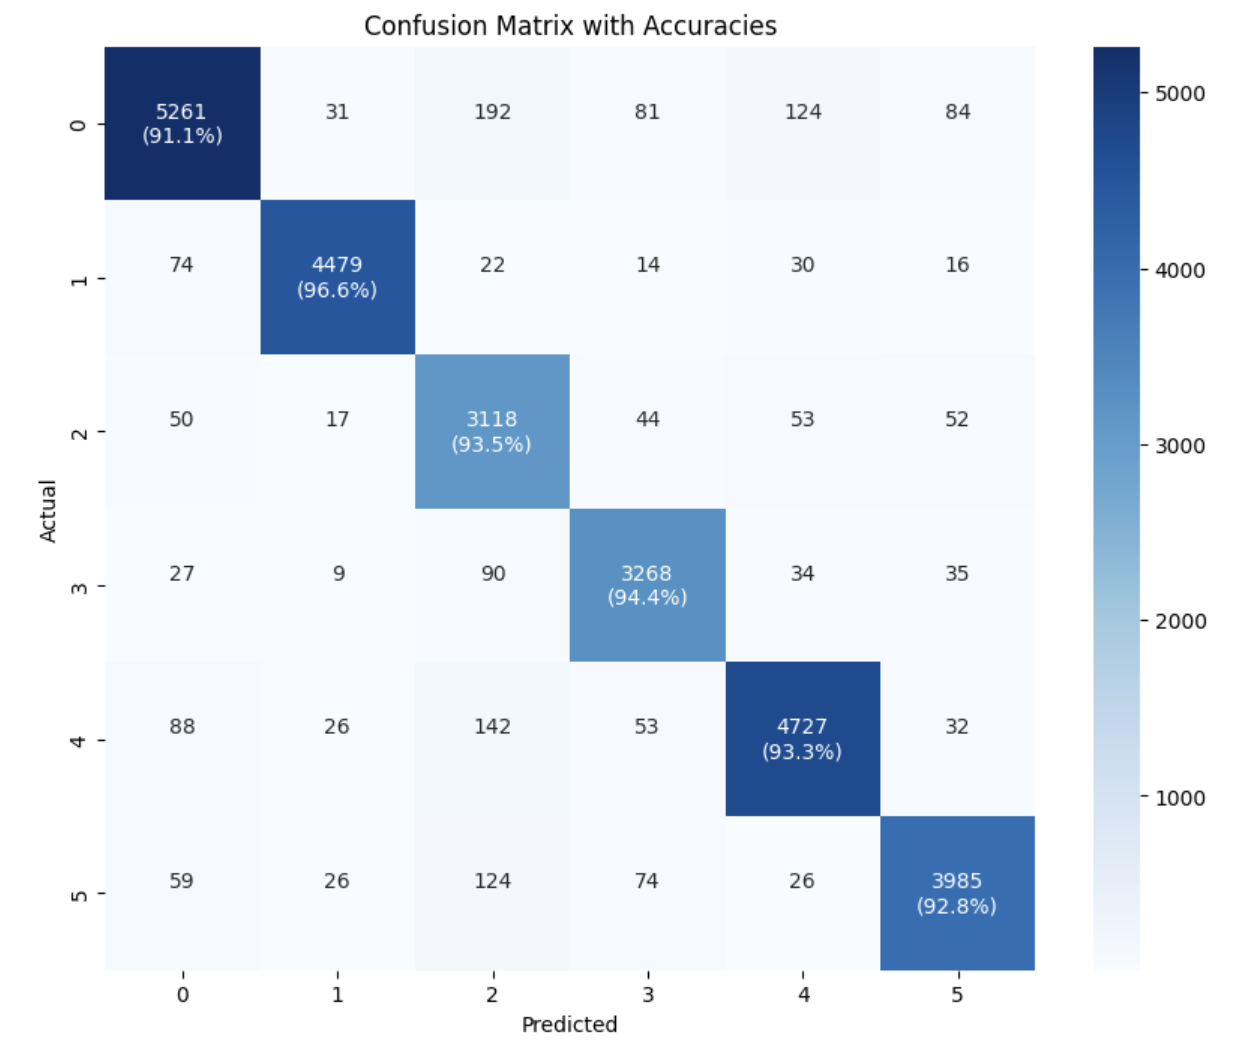 Confusion Matrix with Accuracies
0 5261 31 192 81 124 84
(91.1%)
1 74 4479 22 14 30 16
(96.6%)
2 50 17 3118 44 53 52
(93.5%)
3 27 9 90 3268 34 35
(94.4%)
4 88 26 142 53 4727 32
(93.3%)
5 59 26 124 74 26 3985
(92.8%)
0 1 2 3 4 5
Predicted
Actual
5000
4000
3000
2000
1000